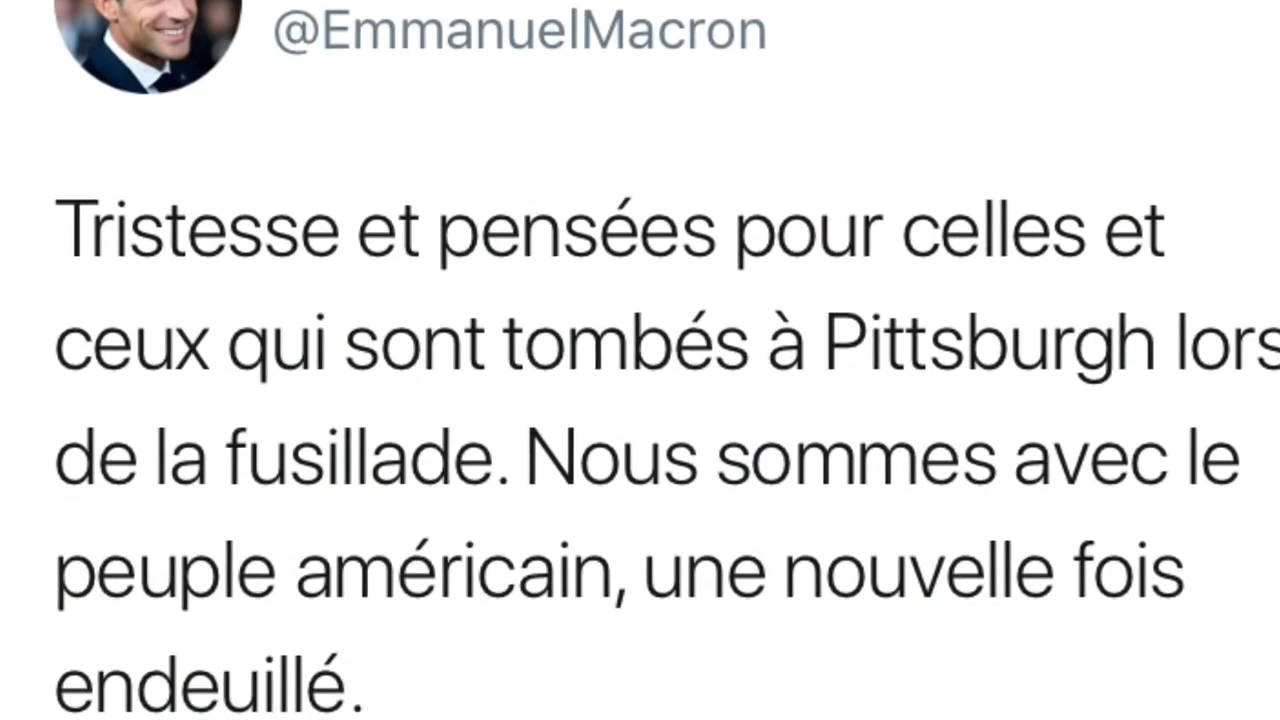 @EmmanuelMacron
Tristesse et pensées pour celles et
ceux qui sont tombés à Pittsburgh lors
de la fusillade. Nous sommes avec le
peuple américain, une nouvelle fois
endeuillé.